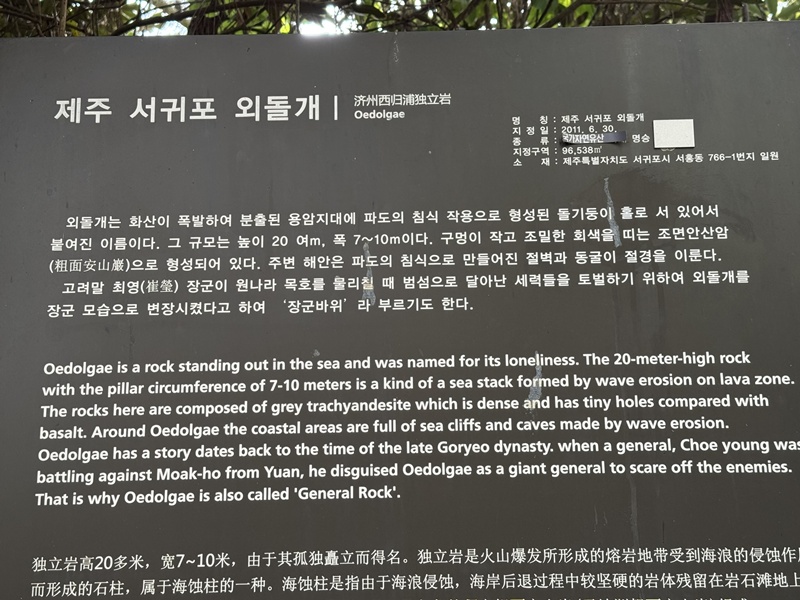 제주 서귀포 외돌개 | 济州西归浦独立岩
Oedolgae
명 칭 : 제주 서귀포 외돌개
지 정 일 : 2011. 6. 30.
종 류 : 국가자연유산 명승
지정구역 : 96,538㎡
소 재 : 제주특별자치도 서귀포시 서홍동 766-1번지 일원
외돌개는 화산이 폭발하여 분출된 용암지대에 파도의 침식 작용으로 형성된 돌기둥이 홀로 서 있어서
붙여진 이름이다. 그 규모는 높이 20 여m, 폭 7~10m이다. 구멍이 작고 조밀한 회색을 띠는 조면안산암
(粗面安山巖)으로 형성되어 있다. 주변 해안은 파도의 침식으로 만들어진 절벽과 동굴이 절경을 이룬다.
고려말 최영(崔瑩) 장군이 원나라 목호를 물리칠 때 범섬으로 달아난 세력들을 토벌하기 위하여 외돌개를
장군 모습으로 변장시켰다고 하여 ‘장군바위’라 부르기도 한다.
Oedolgae is a rock standing out in the sea and was named for its loneliness. The 20-meter-high rock
with the pillar circumference of 7-10 meters is a kind of a sea stack formed by wave erosion on lava zone.
The rocks here are composed of grey trachyandesite which is dense and has tiny holes compared with
basalt. Around Oedolgae the coastal areas are full of sea cliffs and caves made by wave erosion.
Oedolgae has a story dates back to the time of the late Goryeo dynasty. when a general, Choe young was
battling against Moak-ho from Yuan, he disguised Oedolgae as a giant general to scare off the enemies.
That is why Oedolgae is also called 'General Rock'.
独立岩高20多米，宽7~10米，由于其孤独矗立而得名。独立岩是火山爆发所形成的熔岩地带受到海浪的侵蚀作用
而形成的石柱，属于海蚀柱的一种。海蚀柱是指由于海浪侵蚀，海岸后退过程中较坚硬的岩体残留在岩石滩地上